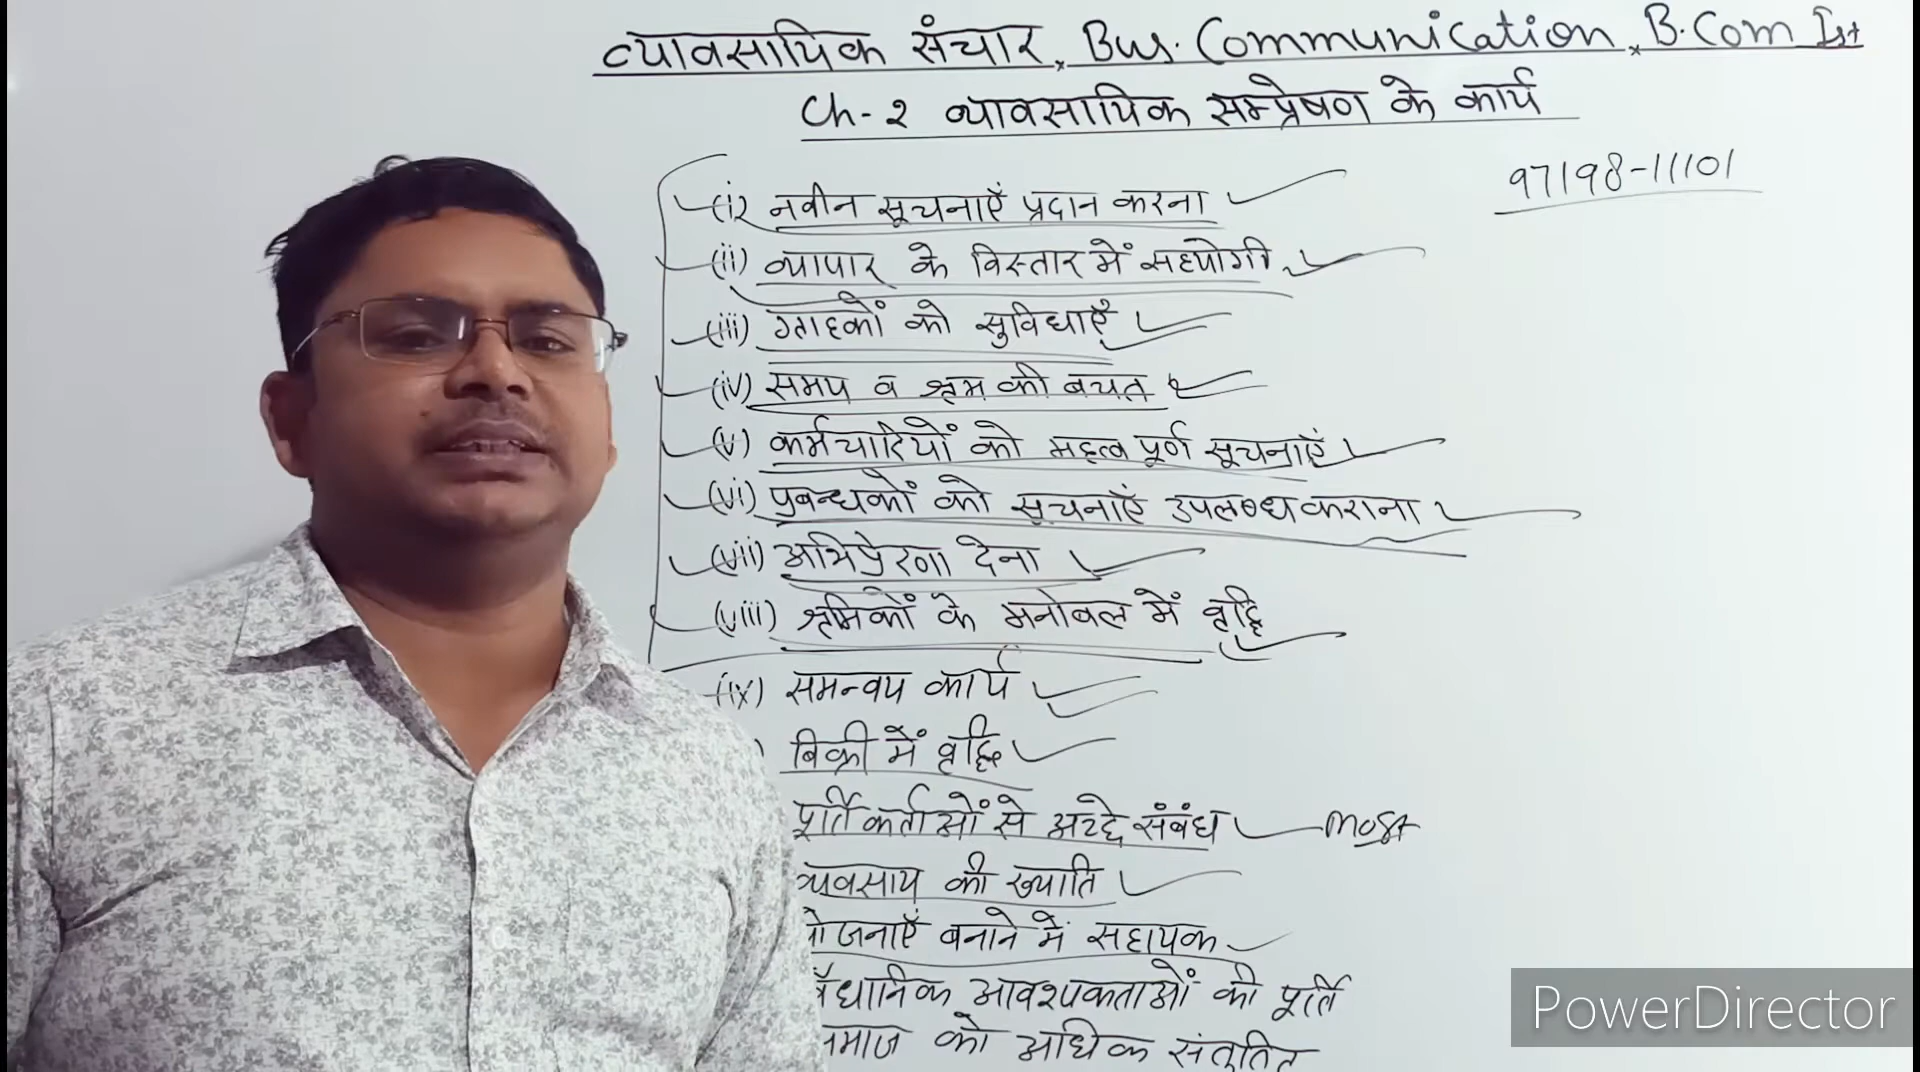 व्यावसायिक संचार, Bus. Communication, B.Com Ist
Ch-2 व्यावसायिक सम्प्रेषण के कार्य
97198-11101
(i) नवीन सूचनाएँ प्रदान करना
(ii) व्यापार के विस्तार में सहयोगी
(iii) ग्राहकों को सुविधाएँ
(iv) समय व श्रम की बचत
(v) कर्मचारियों को महत्व पूर्ण सूचनाएं
(vi) प्रबन्धकों को सूचनाएं उपलब्ध कराना
(vii) अभिप्रेरणा देना
(viii) श्रमिकों के मनोबल में वृद्धि
(ix) समन्वय कार्य
) बिक्री में वृद्धि
पूर्तिकर्ताओं से अच्छे संबंध most
व्यवसाय की ख्याति
योजनाएँ बनाने में सहायक
वैधानिक आवश्यकताओं की पूर्ति
समाज को अधिक
PowerDirector